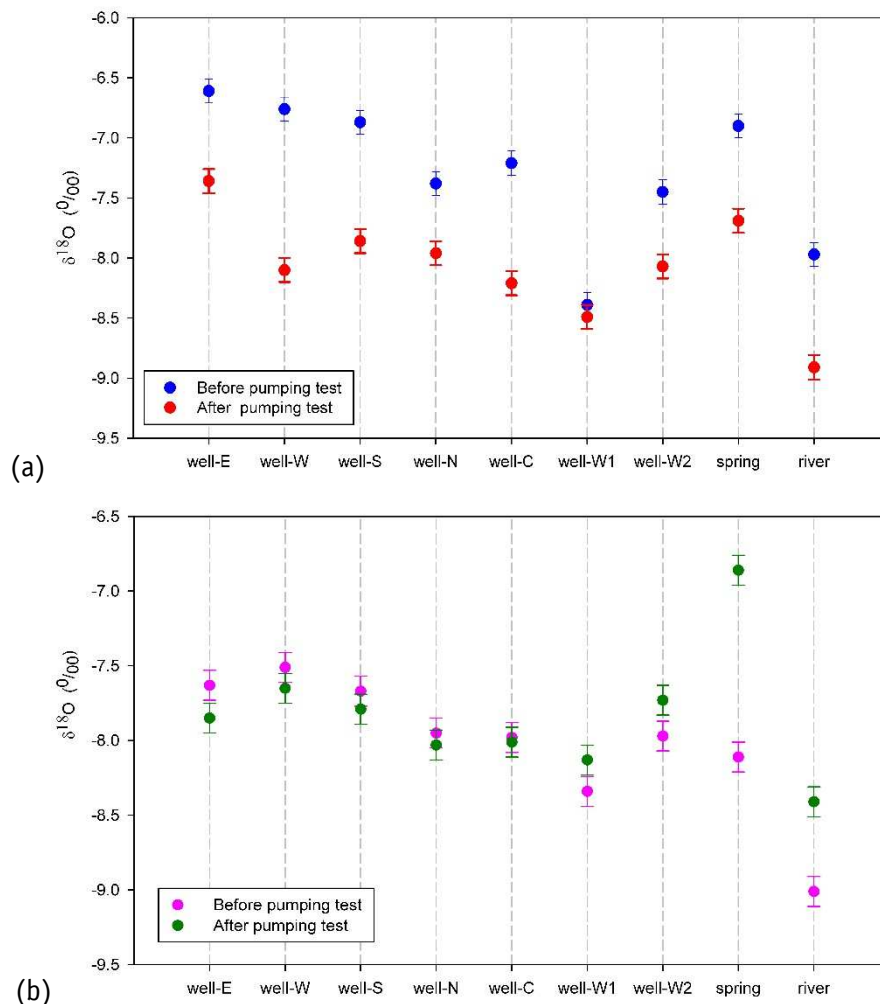 -6.0
-6.5
-7.0
-7.5
-8.0
-8.5
-9.0
-9.5
δ18O (0/00)
Before pumping test
After pumping test
well-E well-W well-S well-N well-C well-W1 well-W2 spring river
(a)
-6.5
-7.0
-7.5
-8.0
-8.5
-9.0
-9.5
δ18O (0/00)
Before pumping test
After pumping test
well-E well-W well-S well-N well-C well-W1 well-W2 spring river
(b)